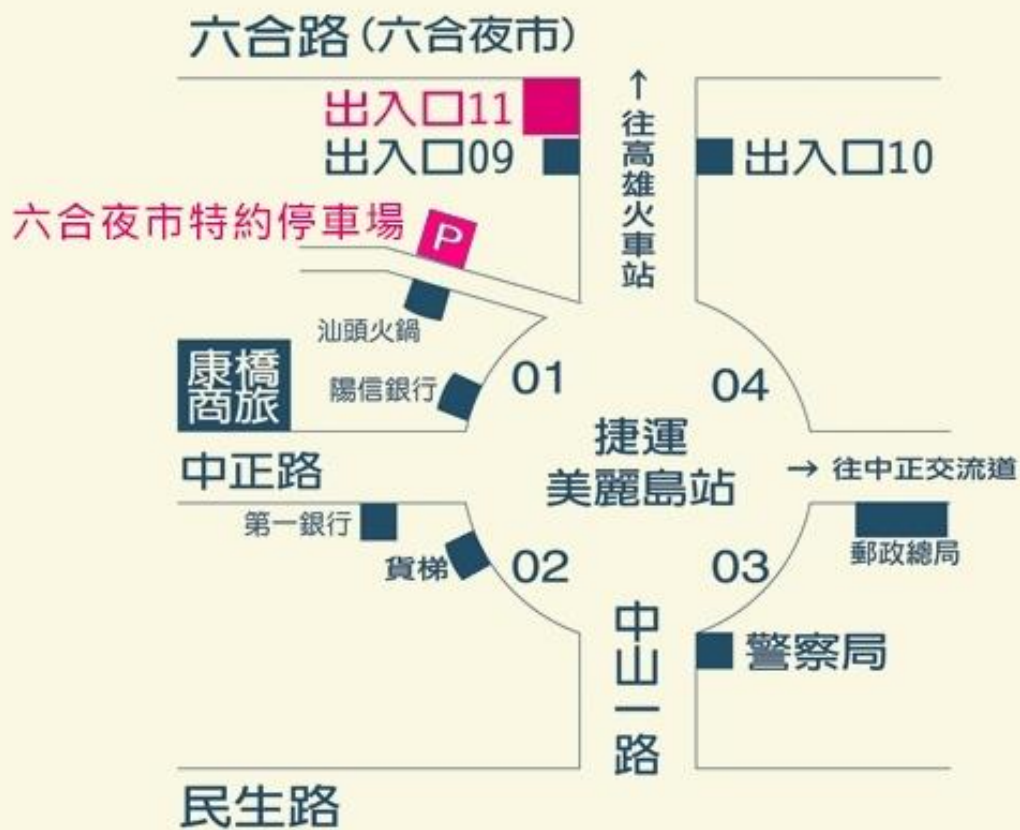 六合路(六合夜市)
出入口11
出入口09
↑往高雄火車站
出入口10
六合夜市特約停車場
P
汕頭火鍋
康橋
商旅
陽信銀行
01
04
捷運
美麗島站
中正路
→ 往中正交流道
第一銀行
貨梯
02
03
郵政總局
中山一路
警察局
民生路